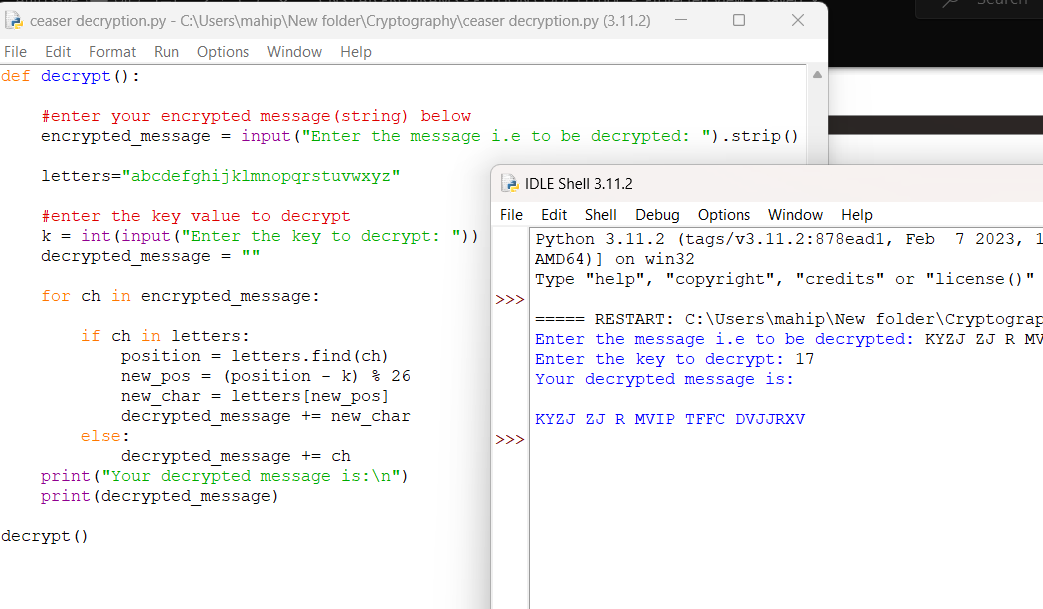 ceaser decryption.py - C:\Users\mahip\New folder\Cryptography\ceaser decryption.py (3.11.2)
Search
File Edit Format Run Options Window Help
def decrypt():
#enter your encrypted message(string) below
encrypted_message = input("Enter the message i.e to be decrypted: ").strip()
letters="abcdefghijklmnopqrstuvwxyz"
#enter the key value to decrypt
k = int(input("Enter the key to decrypt: "))
decrypted_message = ""
for ch in encrypted_message:
if ch in letters:
position = letters.find(ch)
new_pos = (position - k) % 26
new_char = letters[new_pos]
decrypted_message += new_char
else:
decrypted_message += ch
print("Your decrypted message is:\n")
print(decrypted_message)
decrypt()
IDLE Shell 3.11.2
File Edit Shell Debug Options Window Help
Python 3.11.2 (tags/v3.11.2:878ead1, Feb 7 2023, 1
AMD64)] on win32
Type "help", "copyright", "credits" or "license()"
>>>
===== RESTART: C:\Users\mahip\New folder\Cryptograp
Enter the message i.e to be decrypted: KYZJ ZJ R MV
Enter the key to decrypt: 17
Your decrypted message is:
KYZJ ZJ R MVIP TFFC DVJJRXV
>>>